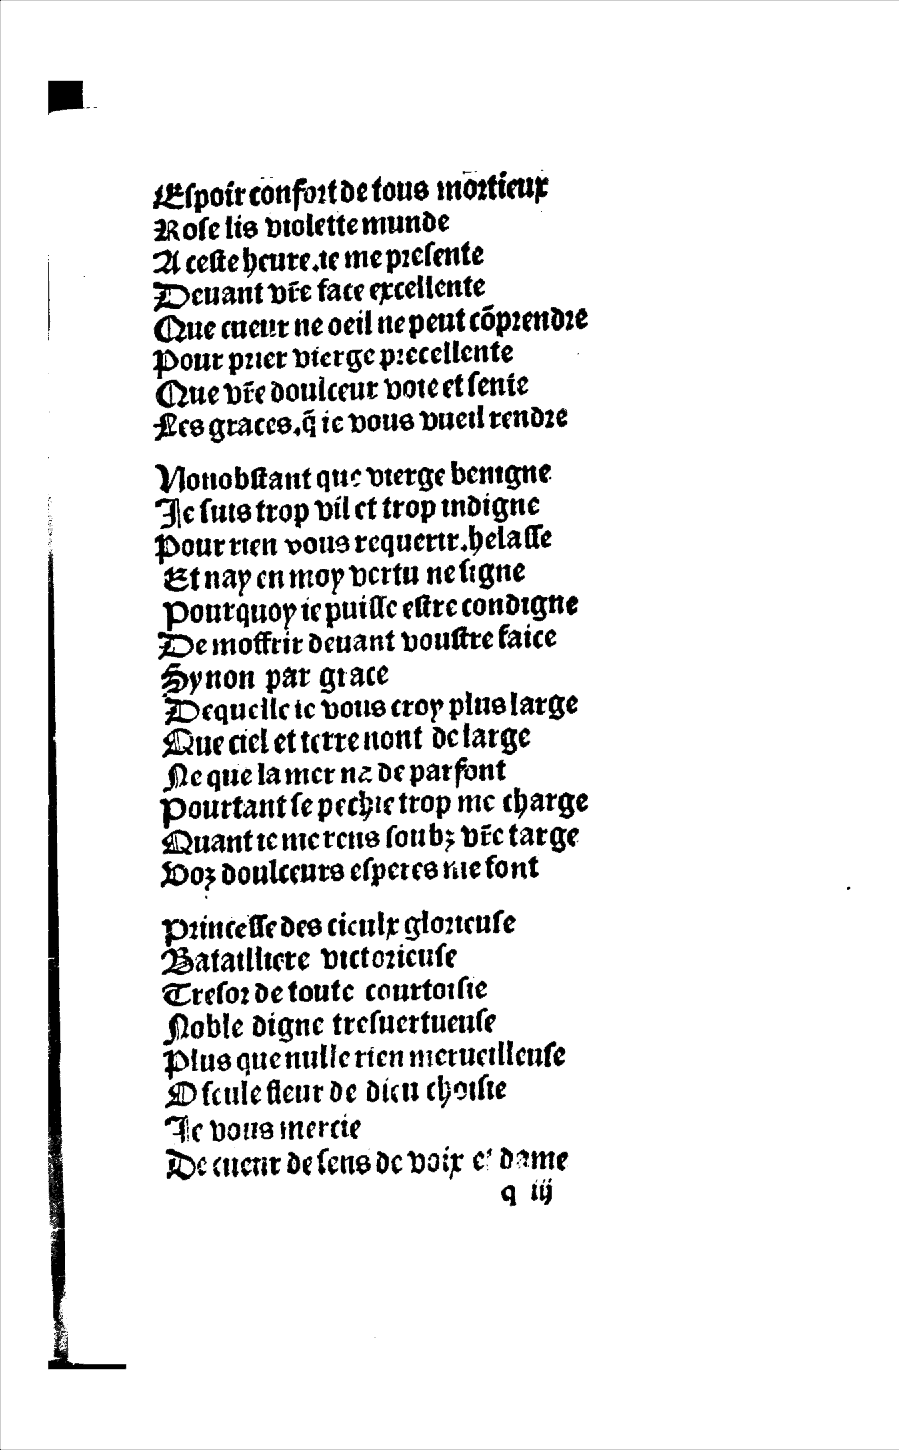 Espoir confort de tous mortieux
Rose lis violette munde
A ceste heure.ie me presente
Deuant vr̃e face excellente
Que cueur ne oeil ne peut cõprendre
Pour prier vierge precellente
Que vr̃e doulceur voie et sente
Les graces.q̃ ie vous vueil rendre
Nonobstant que vierge benigne
Je suis trop vil et trop indigne
Pour rien vous requerir.helasse
Et nay en moy vertu ne signe
Pourquoy ie puisse estre condigne
De moffrir deuant voustre faice
Synon par grace
Dequelle ie vous croy plus large
Que ciel et terre nont de large
Ne que la mer na de parfont
Pourtant se pechie trop me charge
Quant ie me rens soubz vr̃e targe
Voz doulceurs esperes me font
Princesse des cieulx glorieuse
Batailliere victorieuse
Tresor de toute courtoisie
Noble digne tresuertueuse
Plus que nulle rien merueilleuse
O seule fleur de dieu choisie
Je vous mercie
De cueur de sens de voix et dame
q iij